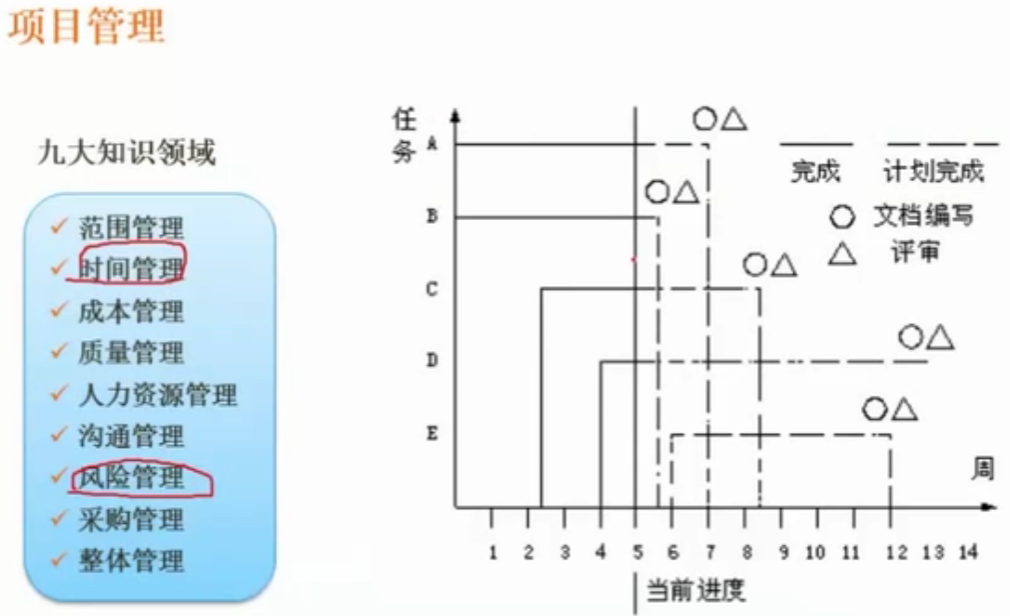 项目管理
九大知识领域
范围管理
时间管理
成本管理
质量管理
人力资源管理
沟通管理
风险管理
采购管理
整体管理
任务
A
B
C
D
E
完成 计划完成
文档编写
评审
周
1 2 3 4 5 6 7 8 9 10 11 12 13 14
当前进度